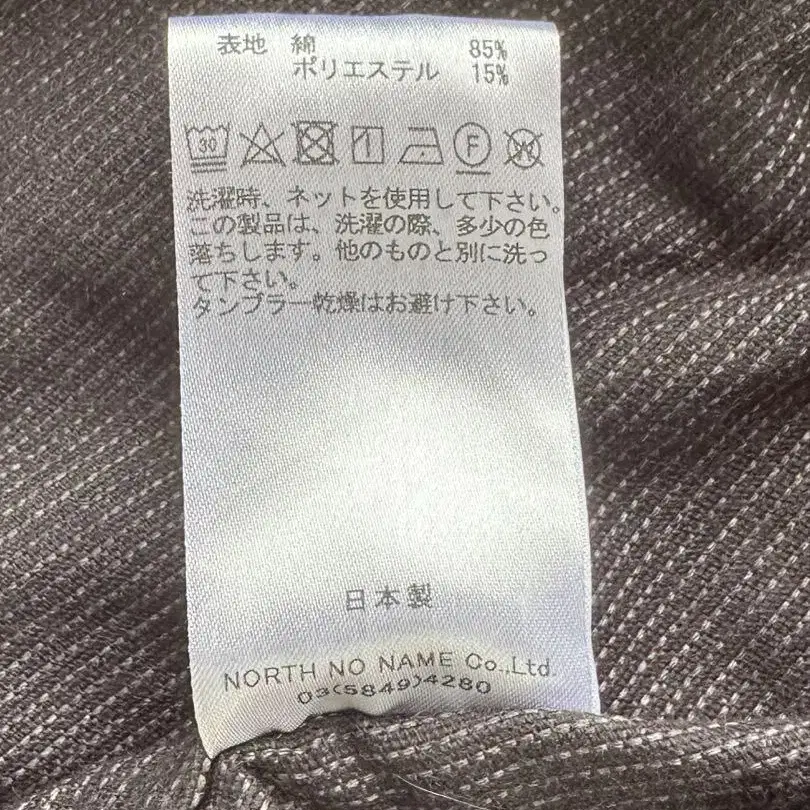 表地 綿 85%
ポリエステル 15%
30 F W
洗濯時、ネットを使用して下さい。
この製品は、洗濯の際、多少の色
落ちします。他のものと別に洗っ
て下さい。
タンブラー乾燥はお避け下さい。
日本製
NORTH NO NAME Co.,Ltd.
03(5849)4280